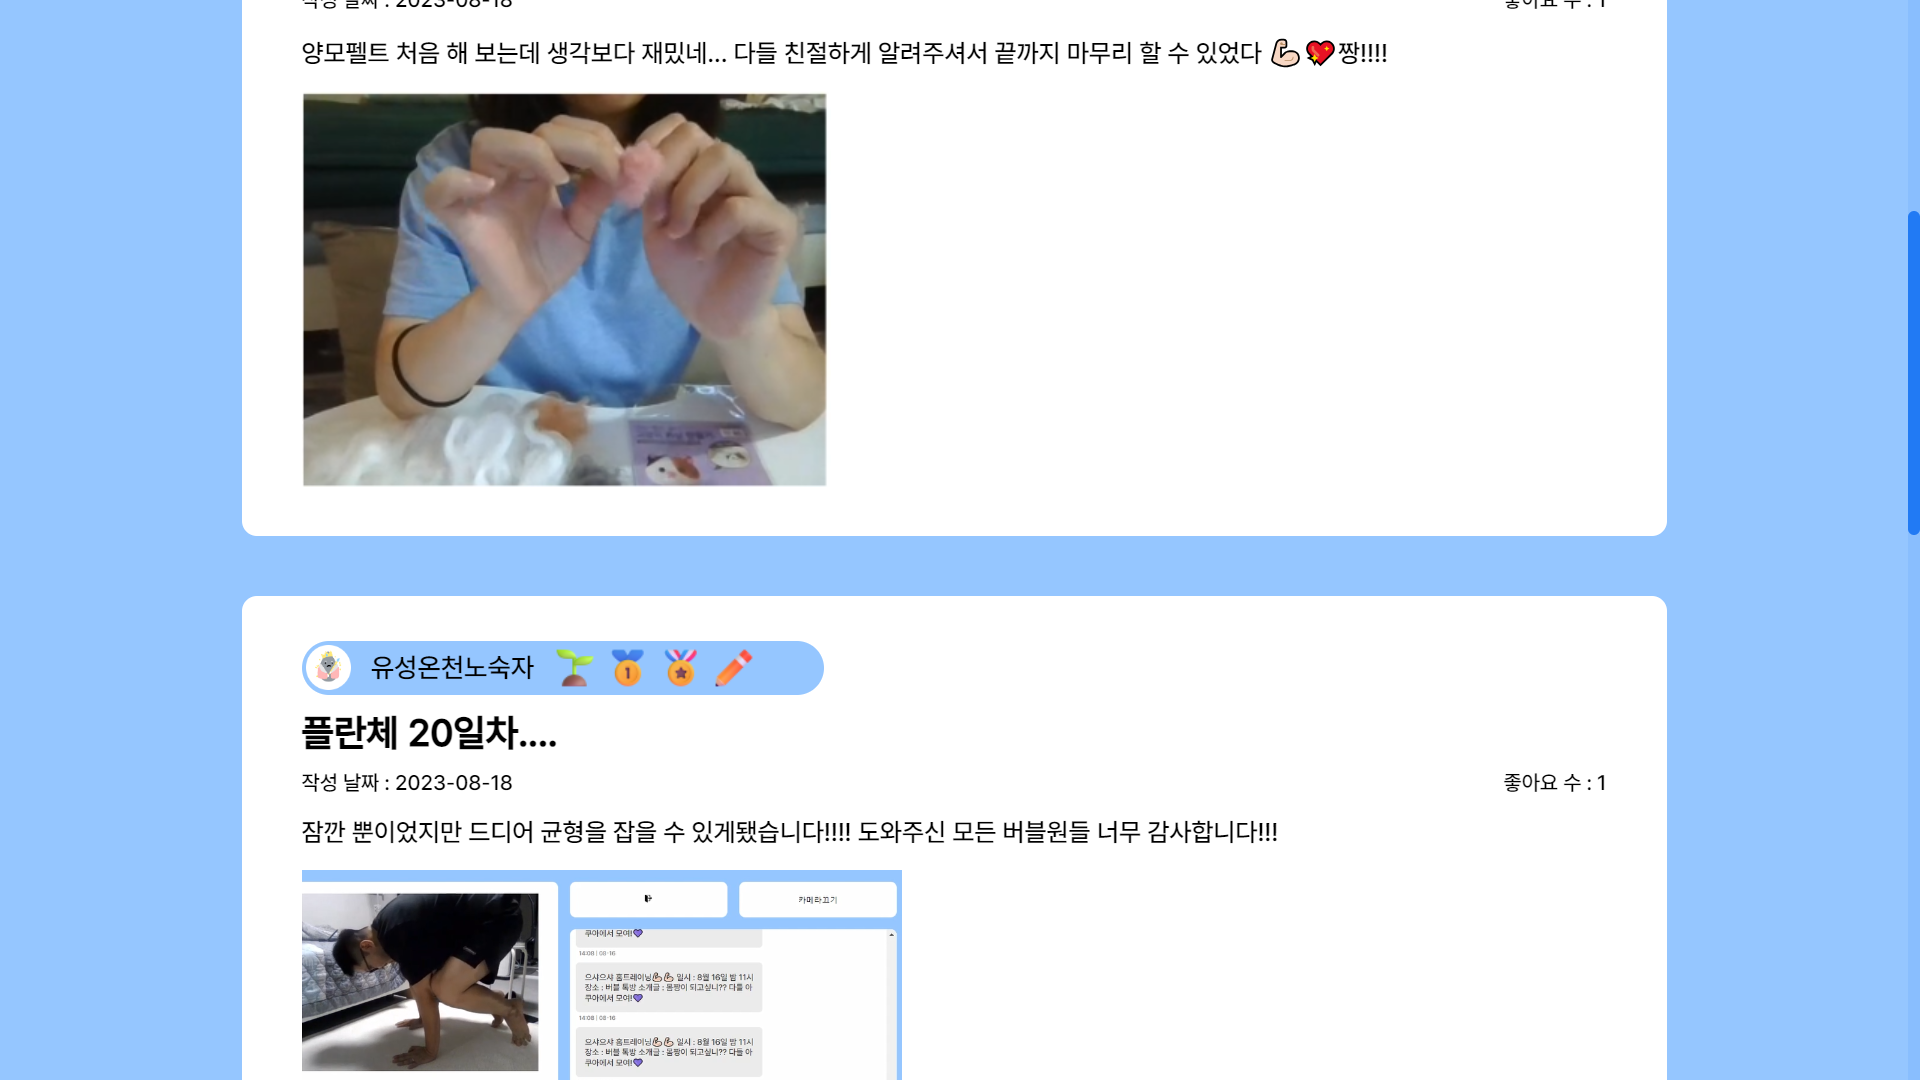 작성 날짜 : 2023-08-18
좋아요 수 : 1
양모펠트 처음 해 보는데 생각보다 재밌네... 다들 친절하게 알려주셔서 끝까지 마무리 할 수 있었다 💪🏻💖짱!!!!
유성온천노숙자 🌱 🥇 🏅 ✏️
플란체 20일차....
작성 날짜 : 2023-08-18
좋아요 수 : 1
잠깐 뿐이었지만 드디어 균형을 잡을 수 있게됐습니다!!!! 도와주신 모든 버블원들 너무 감사합니다!!!
카메라끄기
쿠아에서 모여!💜
14:08 | 08-16
으샤으샤 홈트레이닝💪🏻💪🏻 일시 : 8월 16일 밤 11시
장소 : 버블 톡방 소개글 : 몸짱이 되고싶니?? 다들 아
쿠아에서 모여!💜
14:08 | 08-16
으샤으샤 홈트레이닝💪🏻💪🏻 일시 : 8월 16일 밤 11시
장소 : 버블 톡방 소개글 : 몸짱이 되고싶니?? 다들 아
쿠아에서 모여!💜